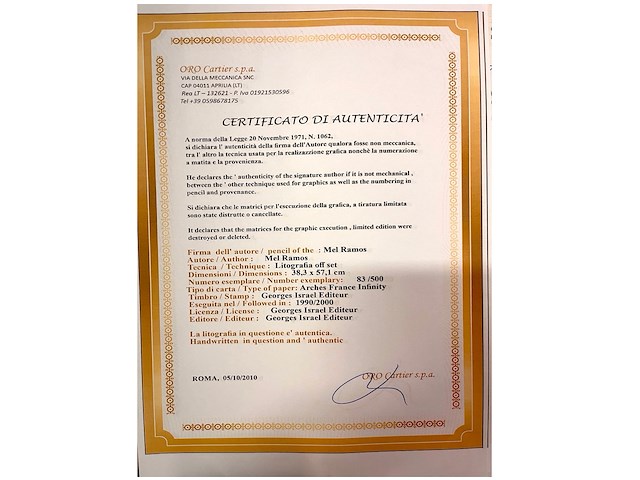 ORO Cartier s.p.a.
VIA DELLA MECCANICA SNC
CAP 04011 APRILIA (LT)
Rea LT – 132621 - P. Iva 01921530596
Tel +39 0598678175
CERTIFICATO DI AUTENTICITA'
A norma della Legge 20 Novembre 1971, N. 1062,
si dichiara l' autenticità della firma dell'Autore qualora fosse non meccanica,
tra l' altro la tecnica usata per la realizzazione grafica nonchè la numerazione
a matita e la provenienza.
He declares the ' authenticity of the signature author if it is not mechanical ,
between the ' other technique used for graphics as well as the numbering in
pencil and provenance.
Si dichiara che le matrici per l'esecuzione della grafica, a tiratura limitata
sono state distrutte o cancellate.
It declares that the matrices for the graphic execution , limited edition were
destroyed or deleted.
Firma dell' autore / pencil of the : Mel Ramos
Autore / Author : Mel Ramos
Tecnica / Technique : Litografia off set
Dimensioni / Dimensions : 38,3 x 57,1 cm
Numero esemplare / Number exemplary: 83 /500
Tipo di carta / Type of paper: Arches France Infinity
Timbro / Stamp : Georges Israel Editeur
Eseguita nel / Followed in : 1990/2000
Licenza / License : Georges Israel Editeur
Editore / Editeur : Georges Israel Editeur
La litografia in questione e' autentica.
Handwritten in question and ' authentic
ROMA, 05/10/2010
ORO Cartier s.p.a.